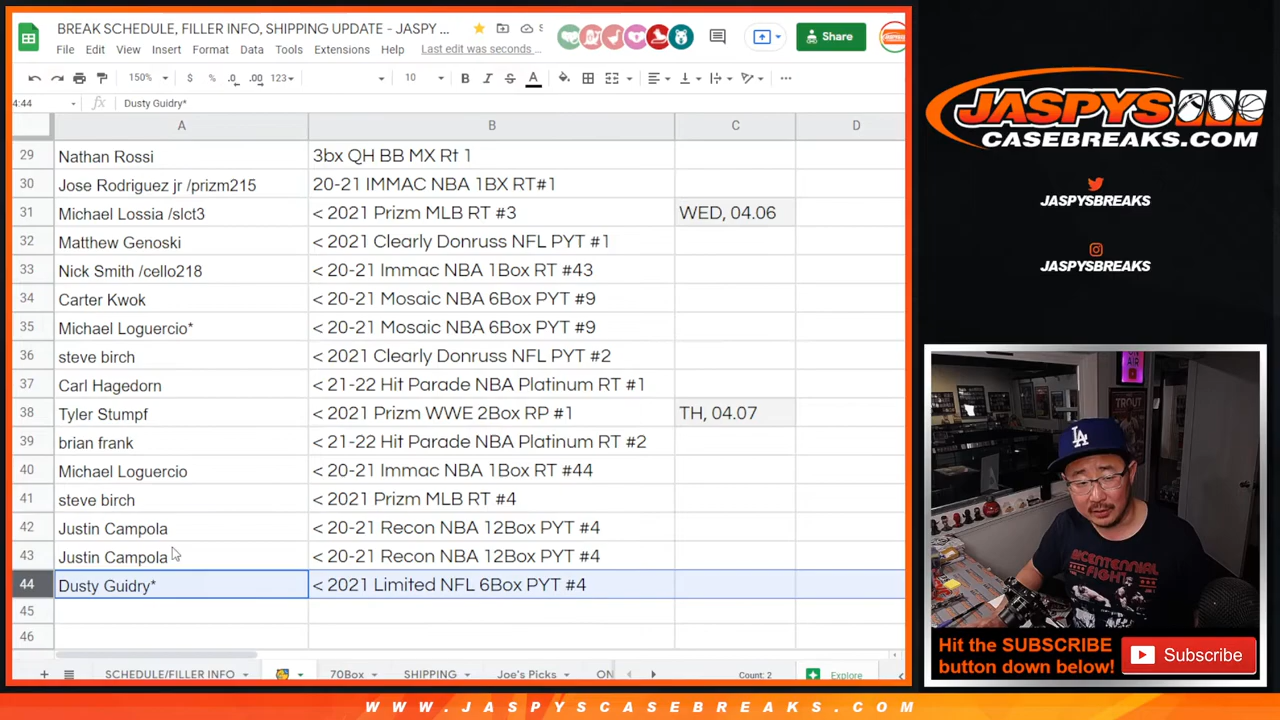 BREAK SCHEDULE, FILLER INFO, SHIPPING UPDATE - JASPY ...
File Edit View Insert Format Data Tools Extensions Help Last edit was seconds ...
Share
150% $ % .0 .00 123 10 B I S A
4:44 fx Dusty Guidry*
A B C D
29 Nathan Rossi 3bx QH BB MX Rt 1
30 Jose Rodriguez jr /prizm215 20-21 IMMAC NBA 1BX RT#1
31 Michael Lossia /slct3 < 2021 Prizm MLB RT #3 WED, 04.06
32 Matthew Genoski < 2021 Clearly Donruss NFL PYT #1
33 Nick Smith /cello218 < 20-21 Immac NBA 1Box RT #43
34 Carter Kwok < 20-21 Mosaic NBA 6Box PYT #9
35 Michael Loguercio* < 20-21 Mosaic NBA 6Box PYT #9
36 steve birch < 2021 Clearly Donruss NFL PYT #2
37 Carl Hagedorn < 21-22 Hit Parade NBA Platinum RT #1
38 Tyler Stumpf < 2021 Prizm WWE 2Box RP #1 TH, 04.07
39 brian frank < 21-22 Hit Parade NBA Platinum RT #2
40 Michael Loguercio < 20-21 Immac NBA 1Box RT #44
41 steve birch < 2021 Prizm MLB RT #4
42 Justin Campola < 20-21 Recon NBA 12Box PYT #4
43 Justin Campola < 20-21 Recon NBA 12Box PYT #4
44 Dusty Guidry* < 2021 Limited NFL 6Box PYT #4
45
46
SCHEDULE/FILLER INFO 70Box SHIPPING Joe's Picks ON Count: 2 Explore
JASPYS
CASEBREAKS.COM
JASPYSBREAKS
JASPYSBREAKS
TROUT
LA
BICENTENNIAL
FIGHT
Hit the SUBSCRIBE
button down below!
Subscribe
WWW.JASPYSCASEBREAKS.COM